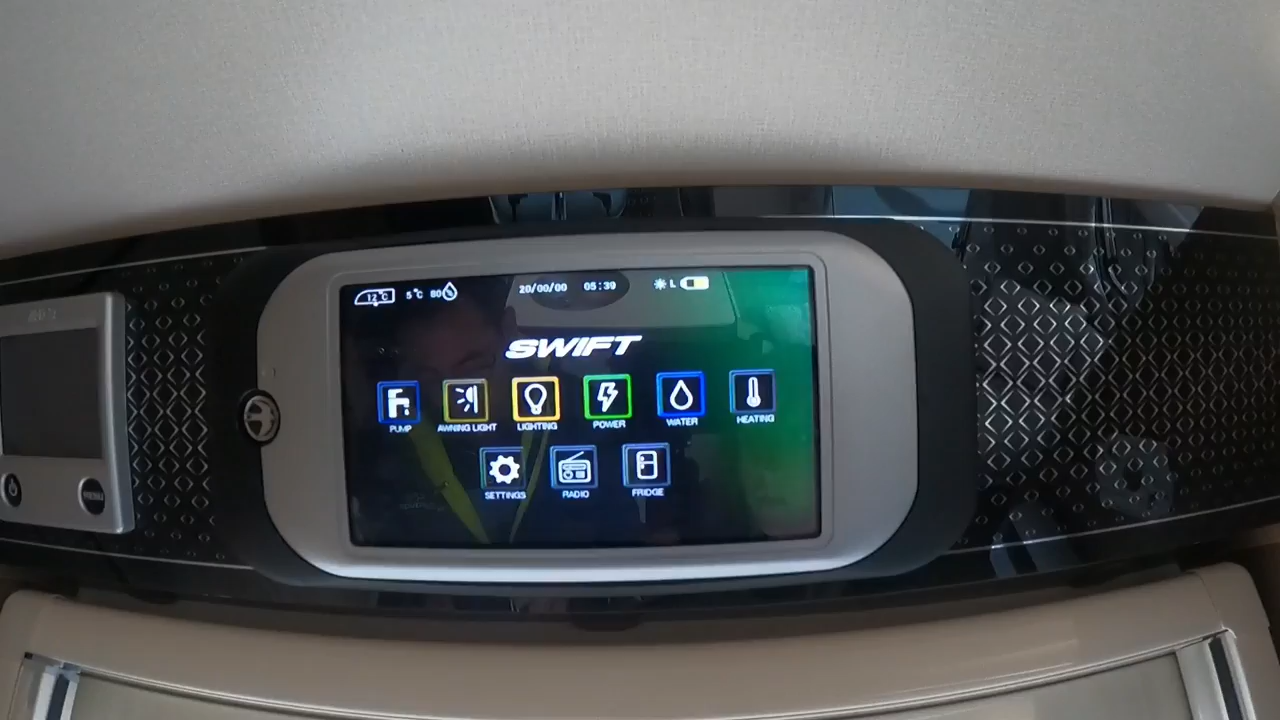 12°C 5°C 80 20/00/00 05:39 L
SWIFT
PUMP AWNING LIGHT LIGHTING POWER WATER HEATING
SETTINGS RADIO FRIDGE